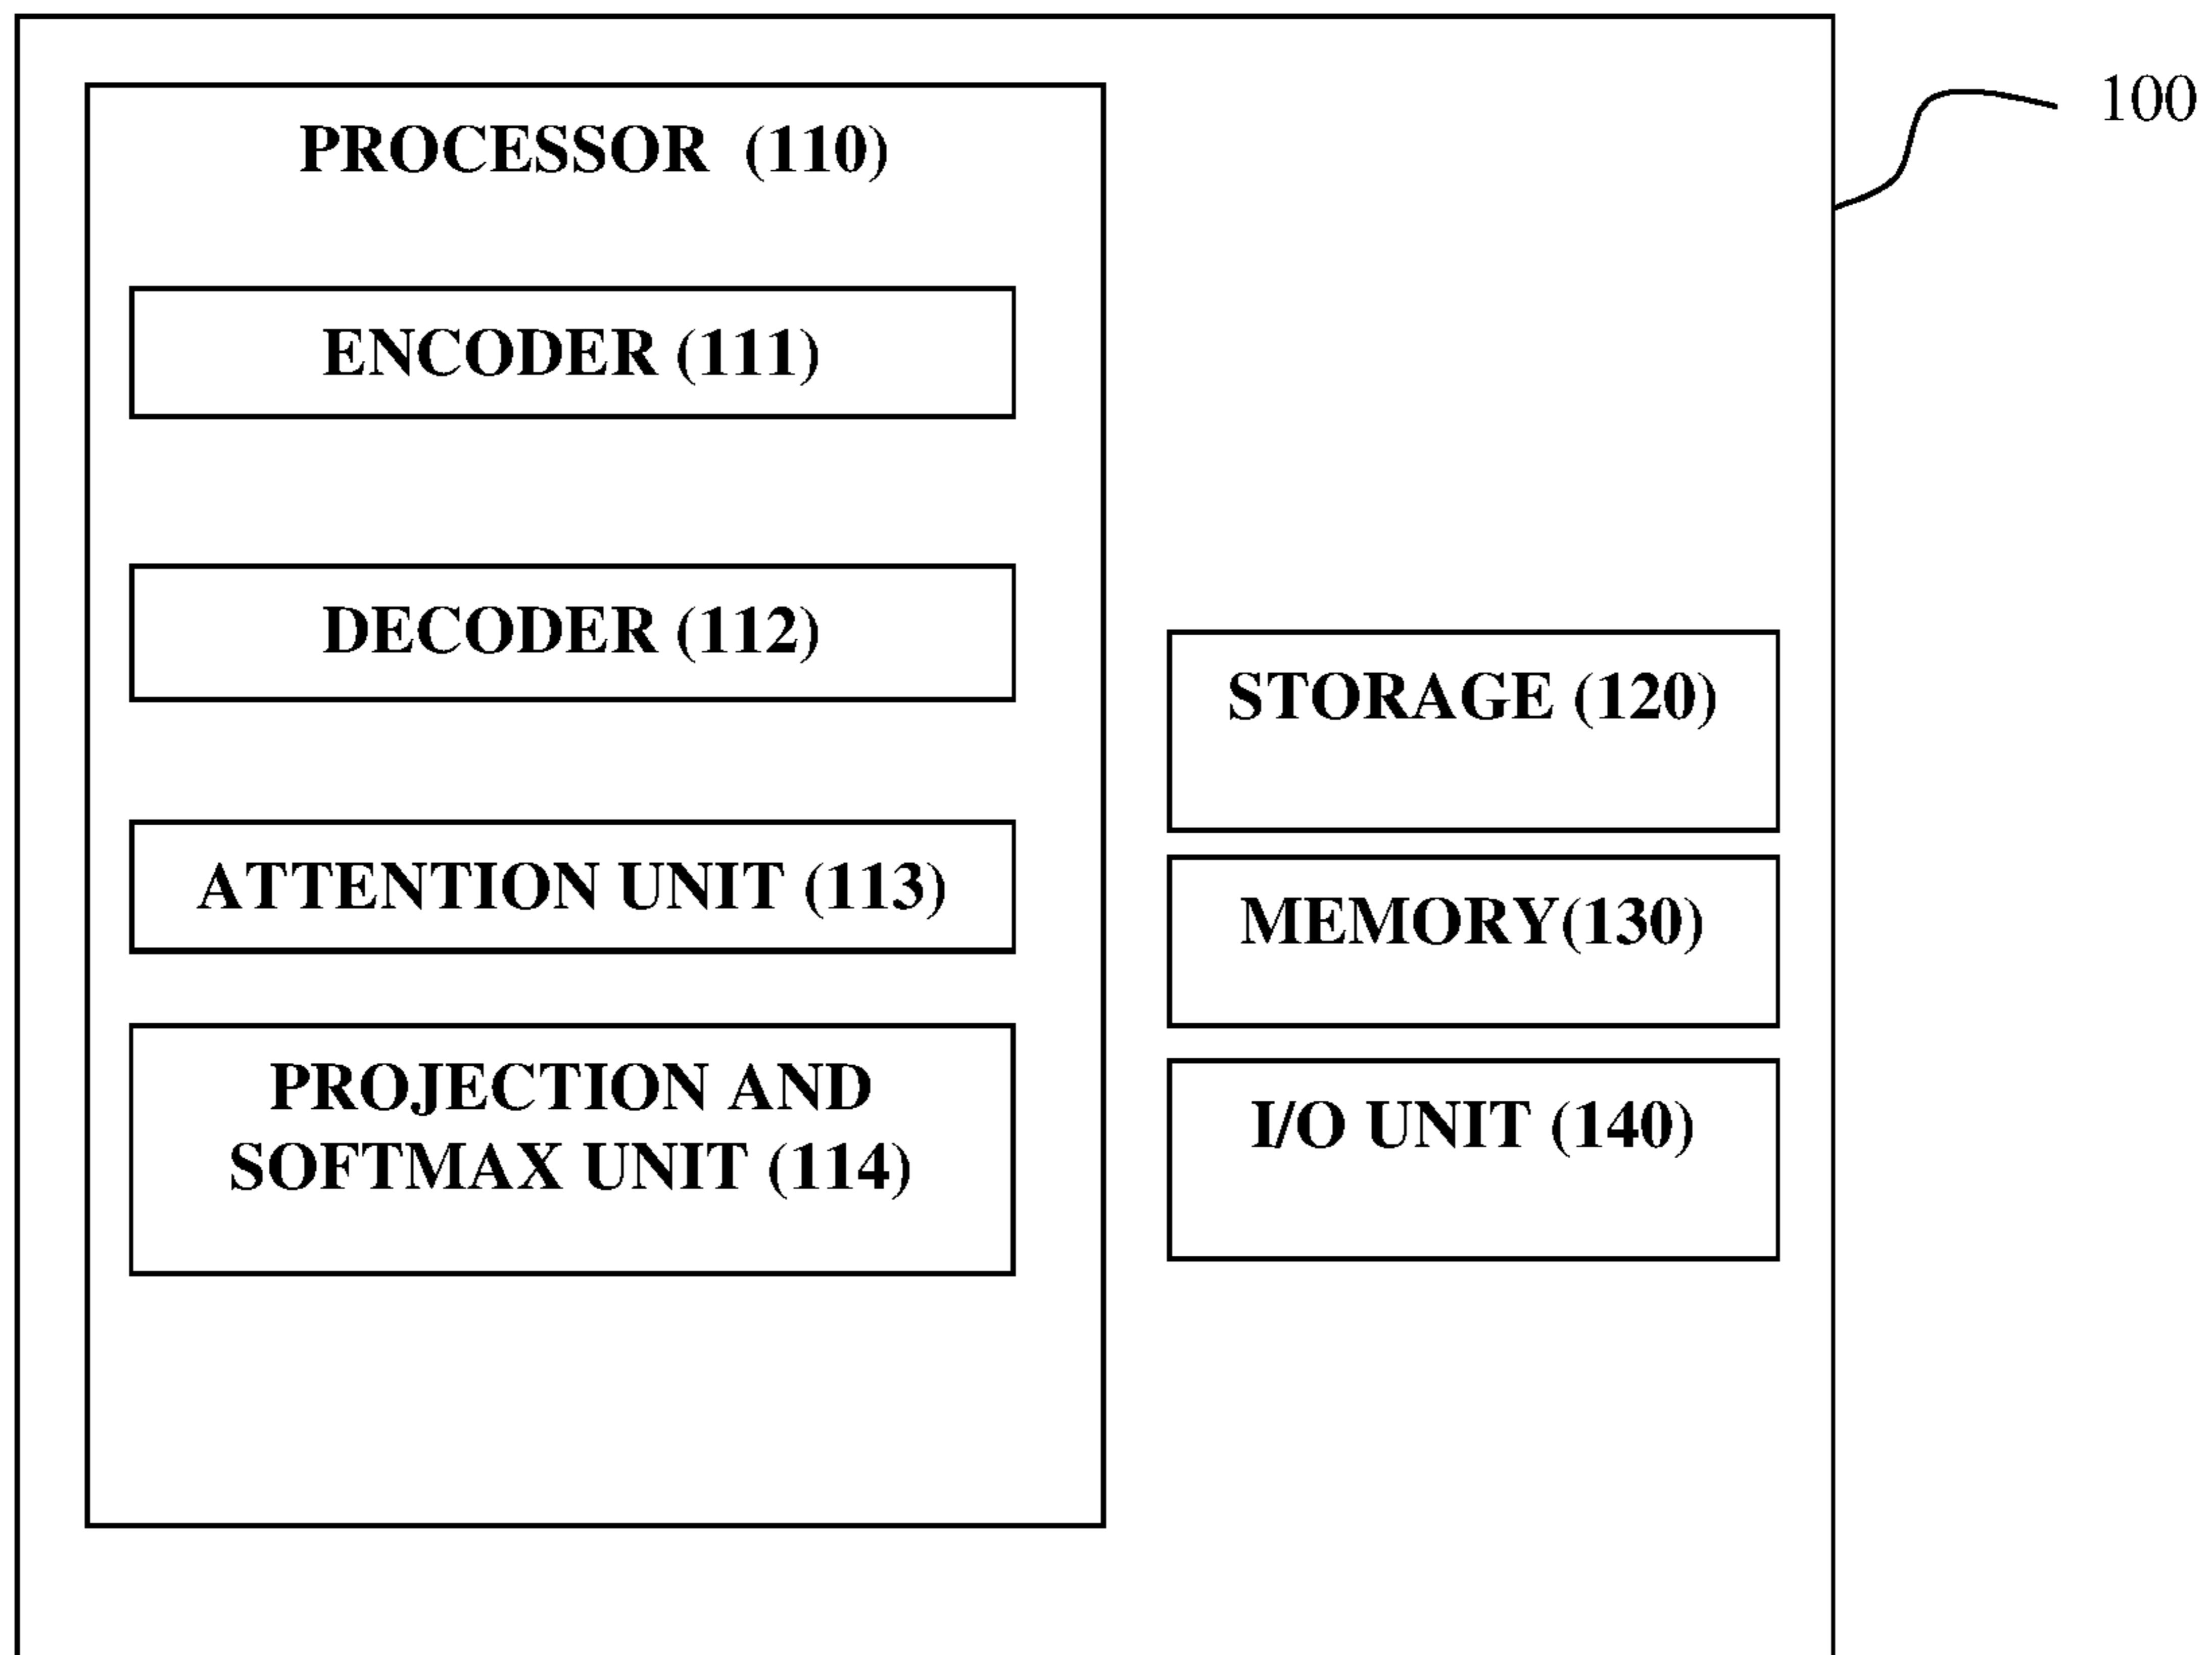 100
PROCESSOR (110)
ENCODER (111)
DECODER (112)
ATTENTION UNIT (113)
PROJECTION AND
SOFTMAX UNIT (114)
STORAGE (120)
MEMORY(130)
I/O UNIT (140)